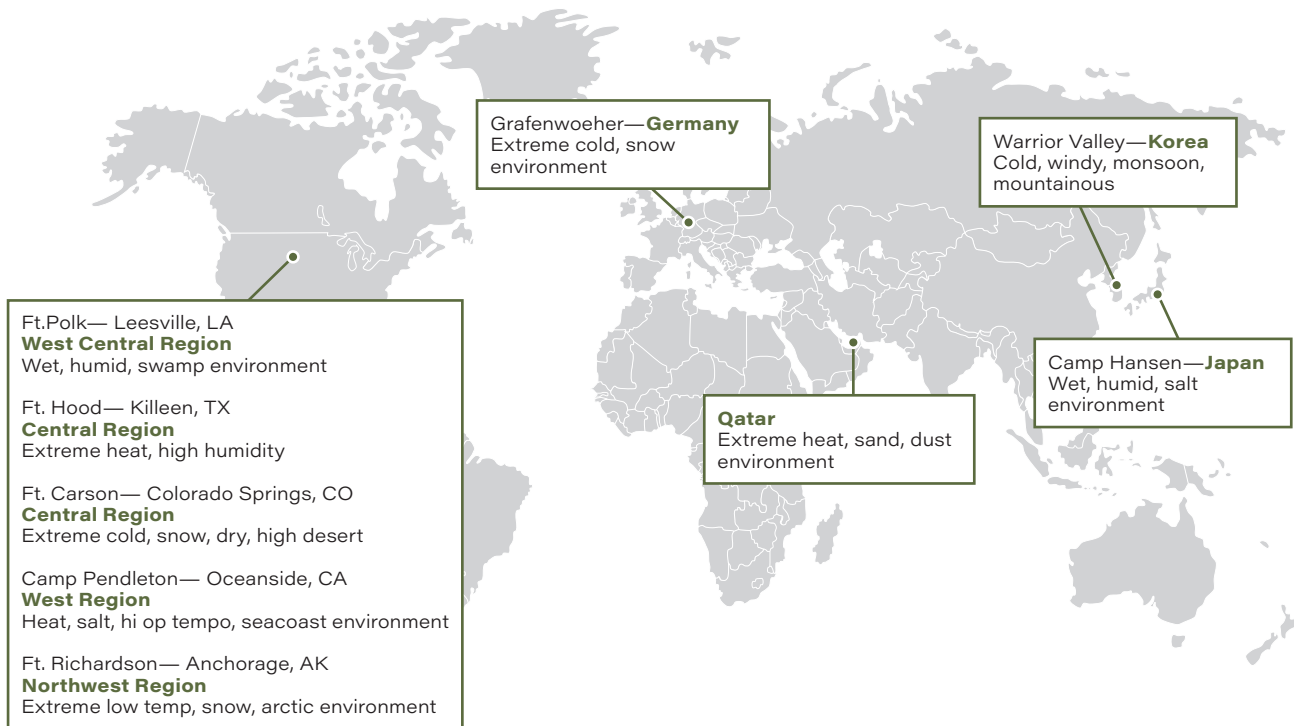 Grafenwoeher—Germany
Extreme cold, snow
environment
Warrior Valley—Korea
Cold, windy, monsoon,
mountainous
Ft.Polk— Leesville, LA
West Central Region
Wet, humid, swamp environment
Ft. Hood— Killeen, TX
Central Region
Extreme heat, high humidity
Ft. Carson— Colorado Springs, CO
Central Region
Extreme cold, snow, dry, high desert
Camp Pendleton— Oceanside, CA
West Region
Heat, salt, hi op tempo, seacoast environment
Ft. Richardson— Anchorage, AK
Northwest Region
Extreme low temp, snow, arctic environment
Qatar
Extreme heat, sand, dust
environment
Camp Hansen—Japan
Wet, humid, salt
environment